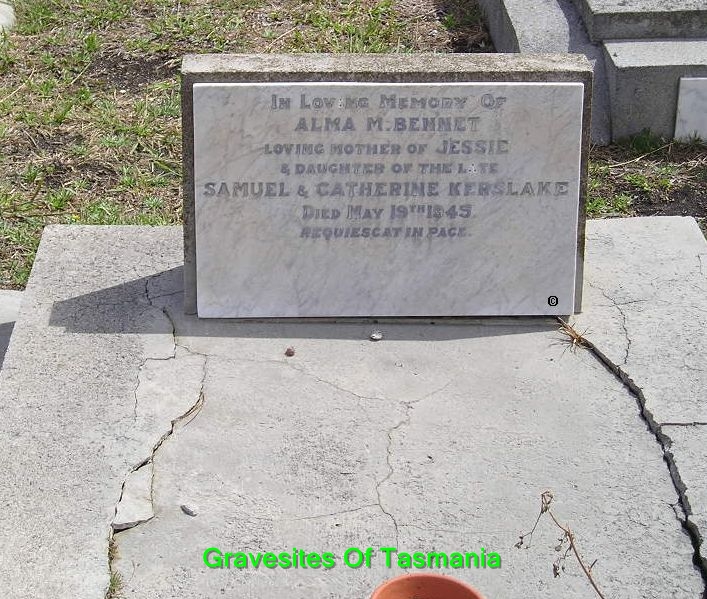 In Loving Memory Of
ALMA M. BENNET
LOVING MOTHER OF JESSIE
& DAUGHTER OF THE LATE
SAMUEL & CATHERINE KERSLAKE
DIED MAY 19TH 1945.
REQUIESCAT IN PACE.
©
Gravesites Of Tasmania